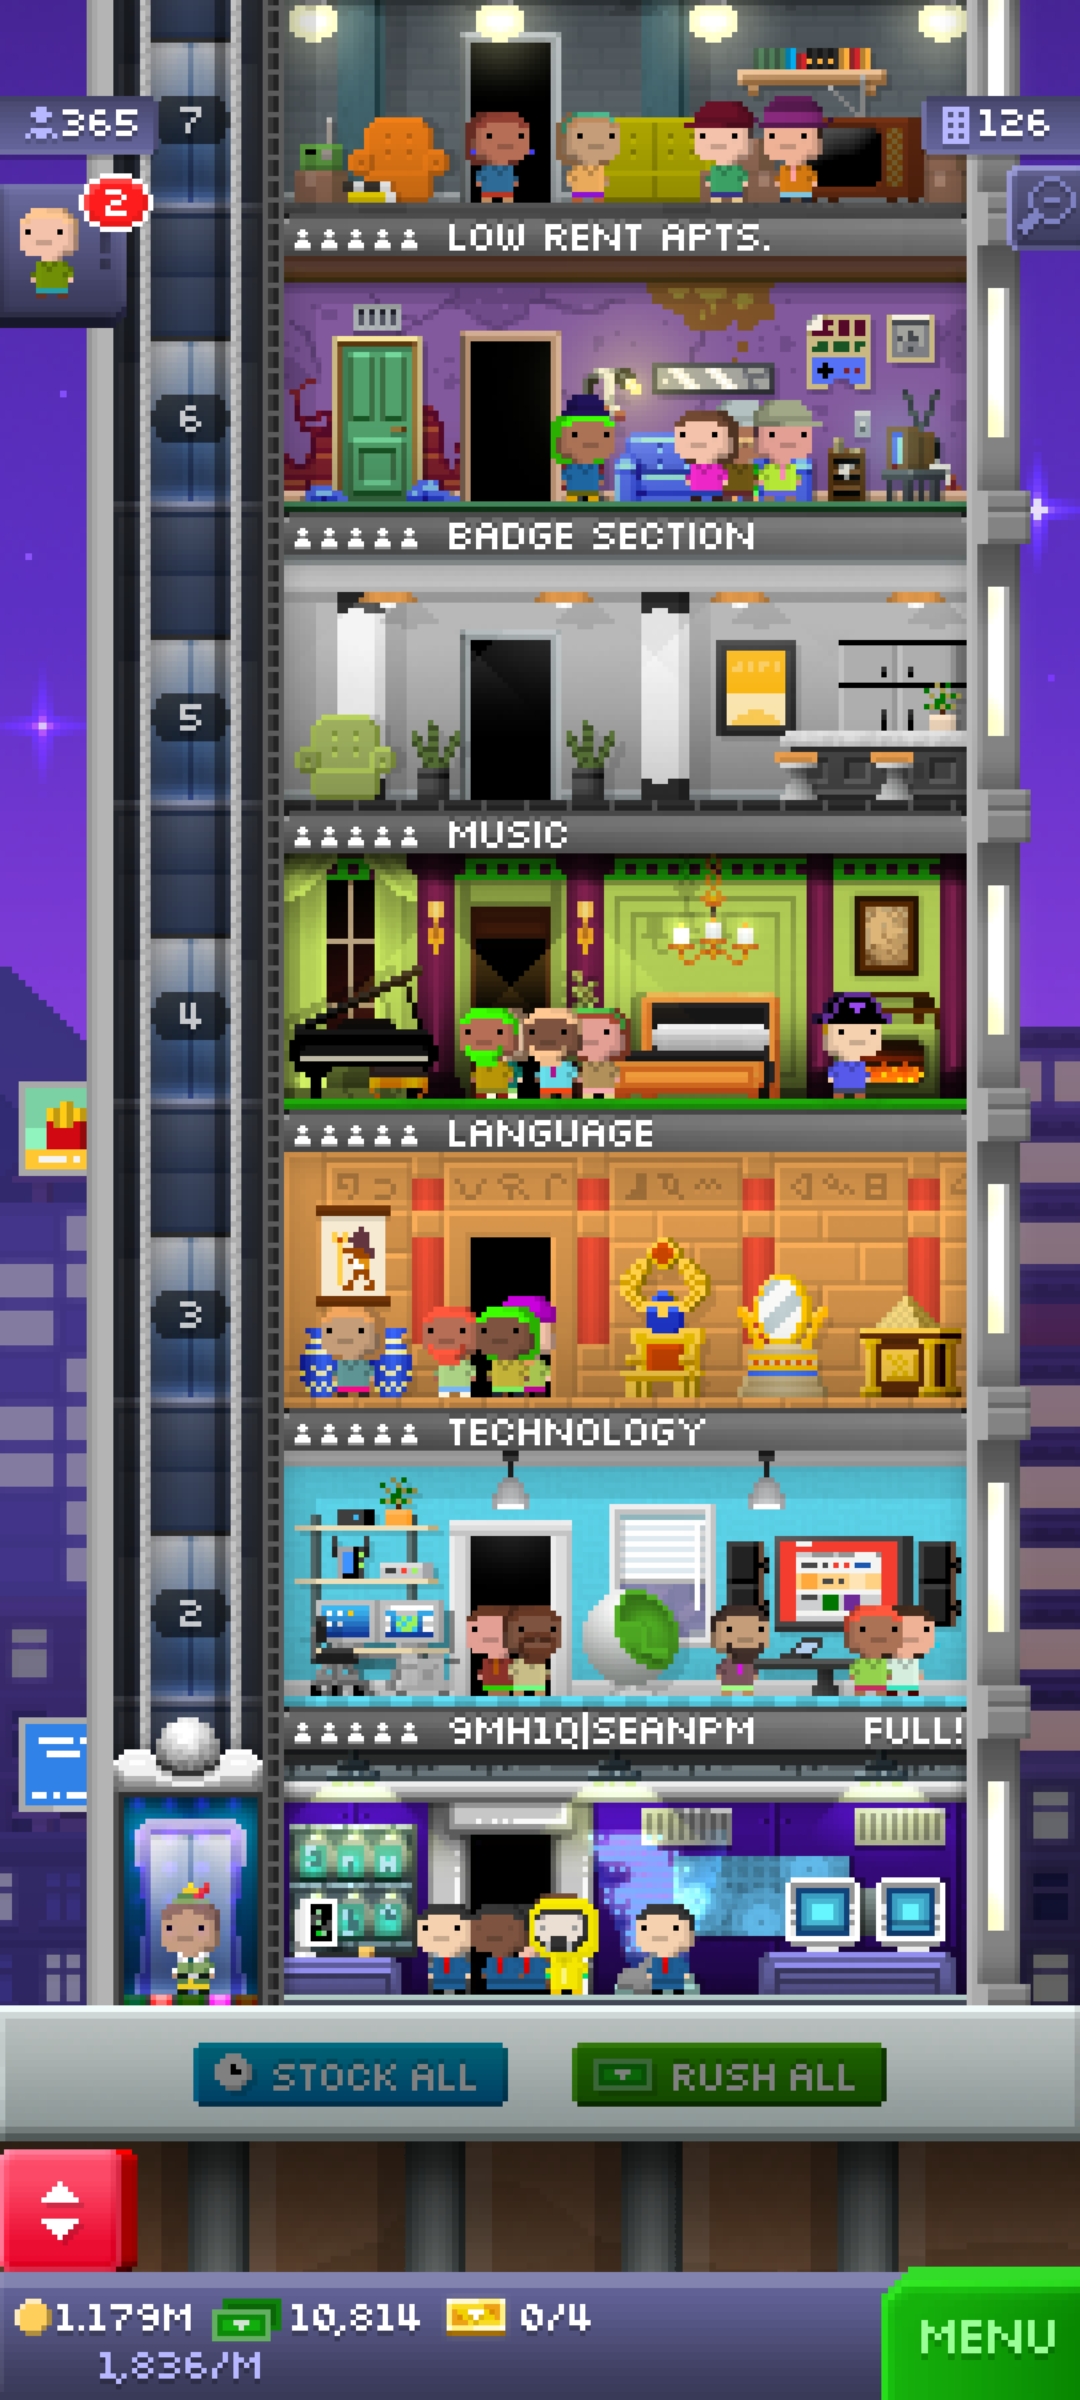 7
365
126
2
LOW RENT APTS.
6
BADGE SECTION
5
MUSIC
4
LANGUAGE
3
TECHNOLOGY
2
9MH1Q|SEANPM FULL!
STOCK ALL
RUSH ALL
1.179M 10,814 0/4
1,836/M
MENU